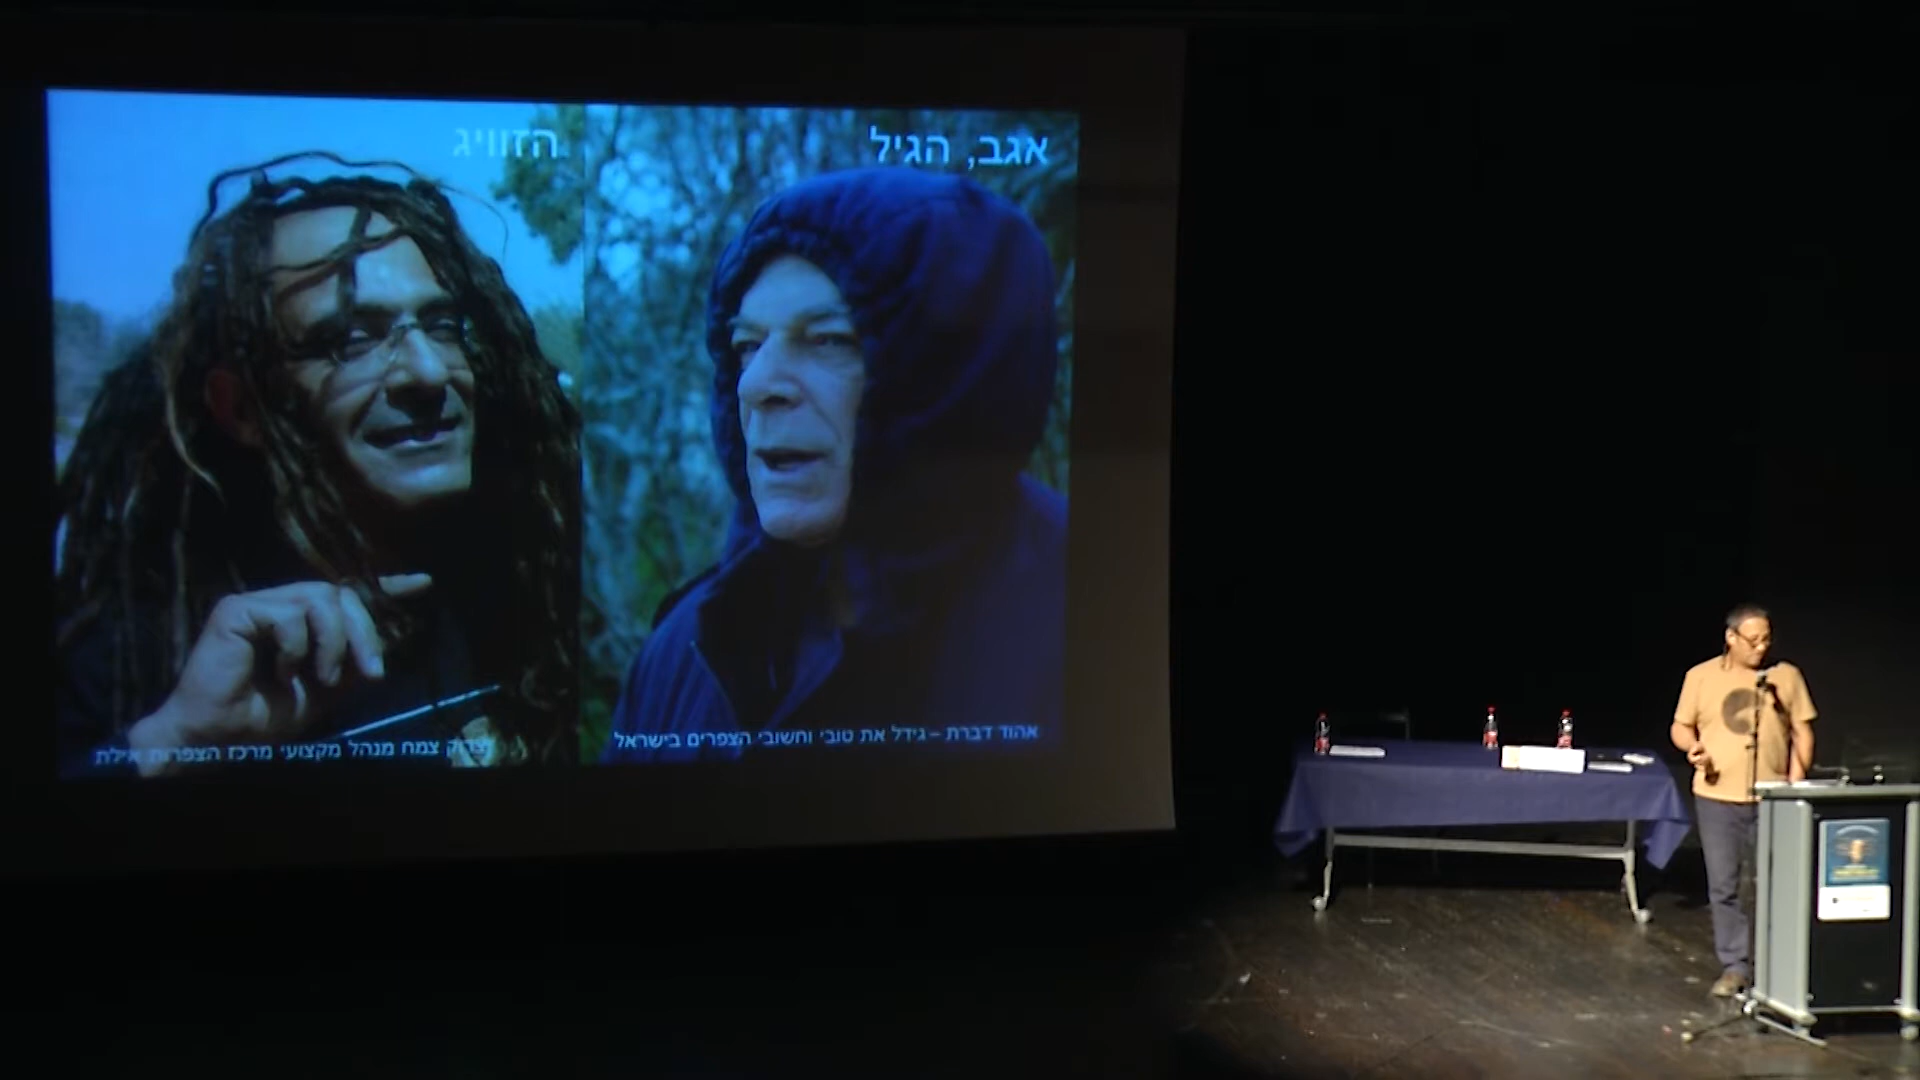 אגב, הגיל
הזוויג
אהוד דברת – גידל את טובי וחשובי הצפרים בישראל
צמח מנהל מקצועי מרכז הצפרות אילת